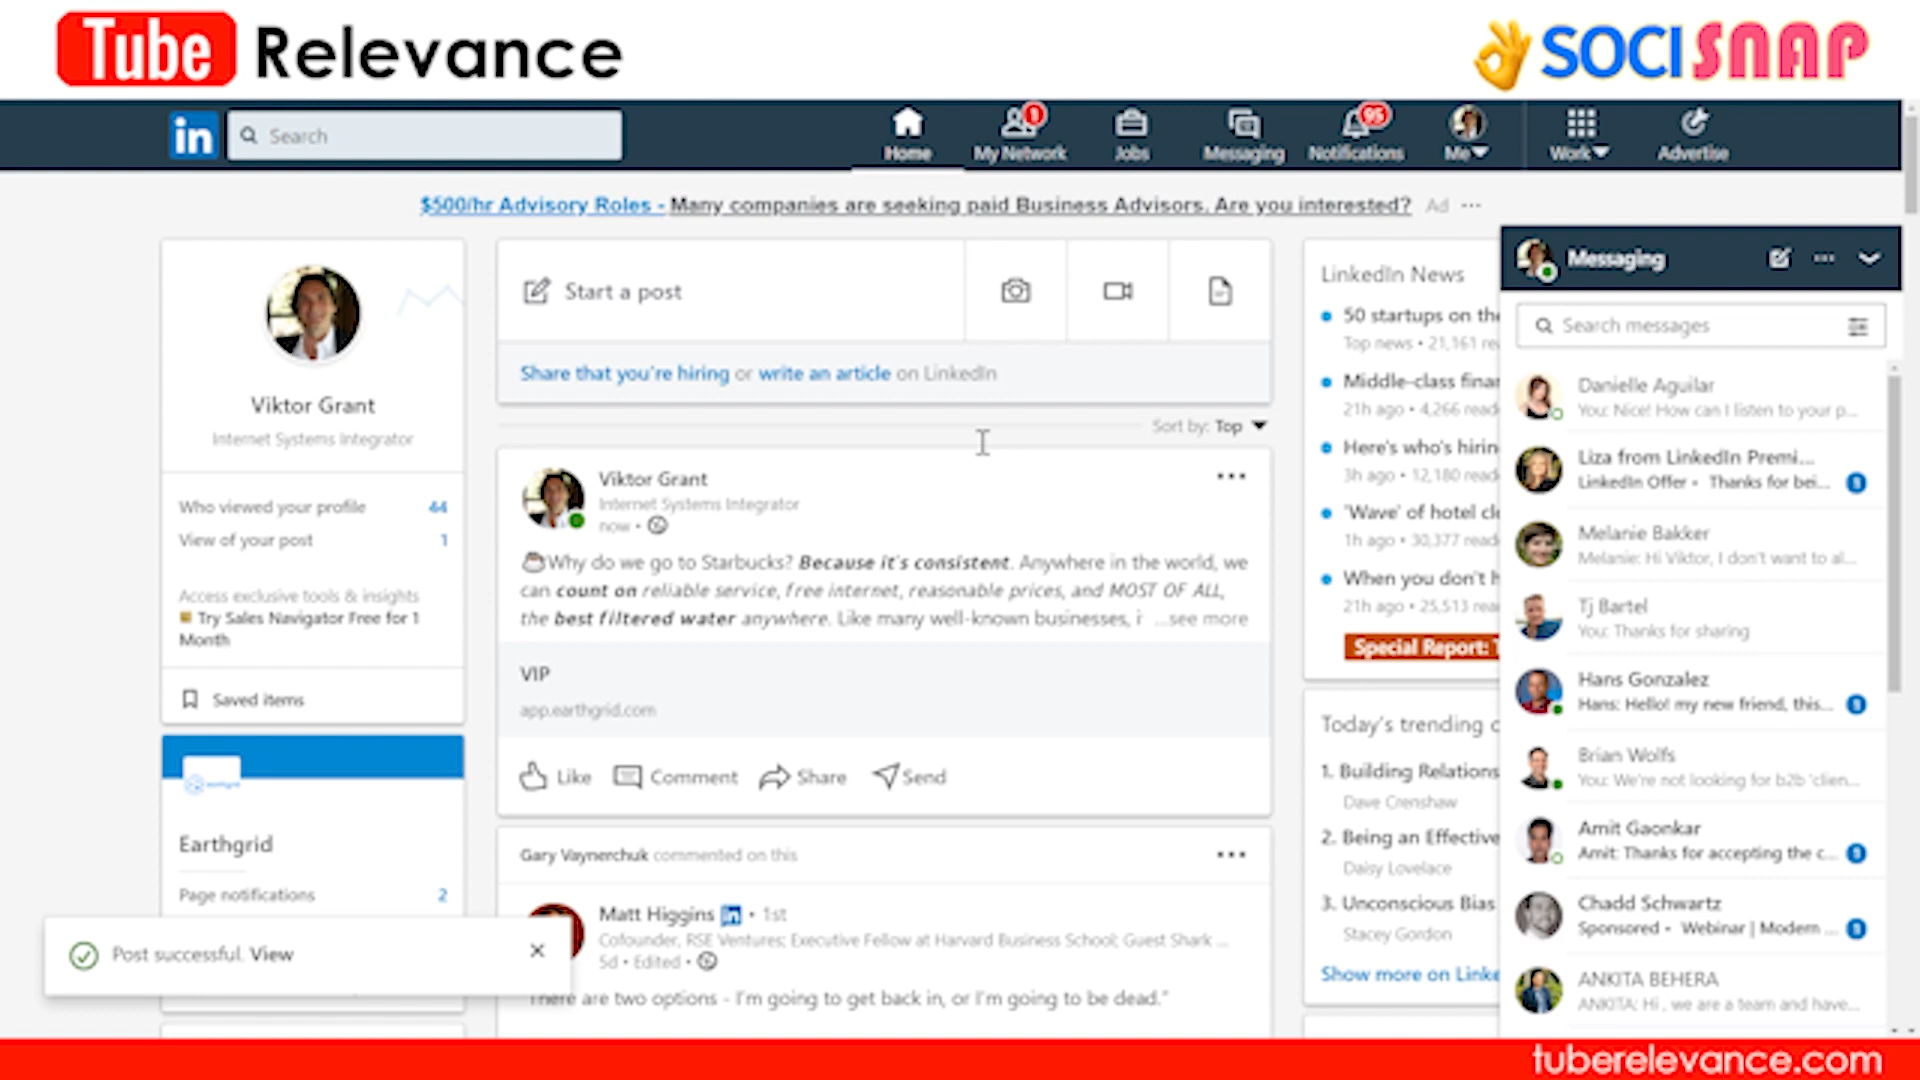 Tube Relevance
SOCISNAP
in
Search
Home
My Network
1
Jobs
Messaging
Notifications
95
Me
Work
Advertise
$500/hr Advisory Roles - Many companies are seeking paid Business Advisors. Are you interested? Ad ···
Viktor Grant
Internet Systems Integrator
Who viewed your profile 44
View of your post 1
Access exclusive tools & insights
Try Sales Navigator Free for 1
Month
Saved items
Earthgrid
Page notifications 2
Post successful. View
Start a post
Share that you're hiring or write an article on LinkedIn
Sort by: Top
Viktor Grant
Internet Systems Integrator
now •
Why do we go to Starbucks? Because it's consistent. Anywhere in the world, we
can count on reliable service, free internet, reasonable prices, and MOST OF ALL,
the best filtered water anywhere. Like many well-known businesses, i ...see more
VIP
app.earthgrid.com
Like Comment Share Send
Gary Vaynerchuk commented on this
Matt Higgins in • 1st
Cofounder, RSE Ventures; Executive Fellow at Harvard Business School; Guest Shark ...
5d • Edited •
There are two options - I'm going to get back in, or I'm going to be dead."
LinkedIn News
50 startups on the
Top news • 21,161 re
Middle-class finan
21h ago • 4,266 read
Here's who's hirin
3h ago • 12,180 read
'Wave' of hotel cl
1h ago • 30,377 read
When you don't h
21h ago • 25,513 rea
Special Report: T
Today's trending c
1. Building Relations
Dave Crenshaw
2. Being an Effective
Daisy Lovelace
3. Unconscious Bias
Stacey Gordon
Show more on Linke
Messaging
Search messages
Danielle Aguilar
You: Nice! How can I listen to your p...
Liza from LinkedIn Premi...
LinkedIn Offer • Thanks for bei...
Melanie Bakker
Melanie: Hi Viktor, I don't want to al...
Tj Bartel
You: Thanks for sharing
Hans Gonzalez
Hans: Hello! my new friend, this...
Brian Wolfs
You: We're not looking for b2b 'clien...
Amit Gaonkar
Amit: Thanks for accepting the c...
Chadd Schwartz
Sponsored • Webinar | Modern ...
ANKITA BEHERA
ANKITA: Hi , we are a team and have...
tuberelevance.com